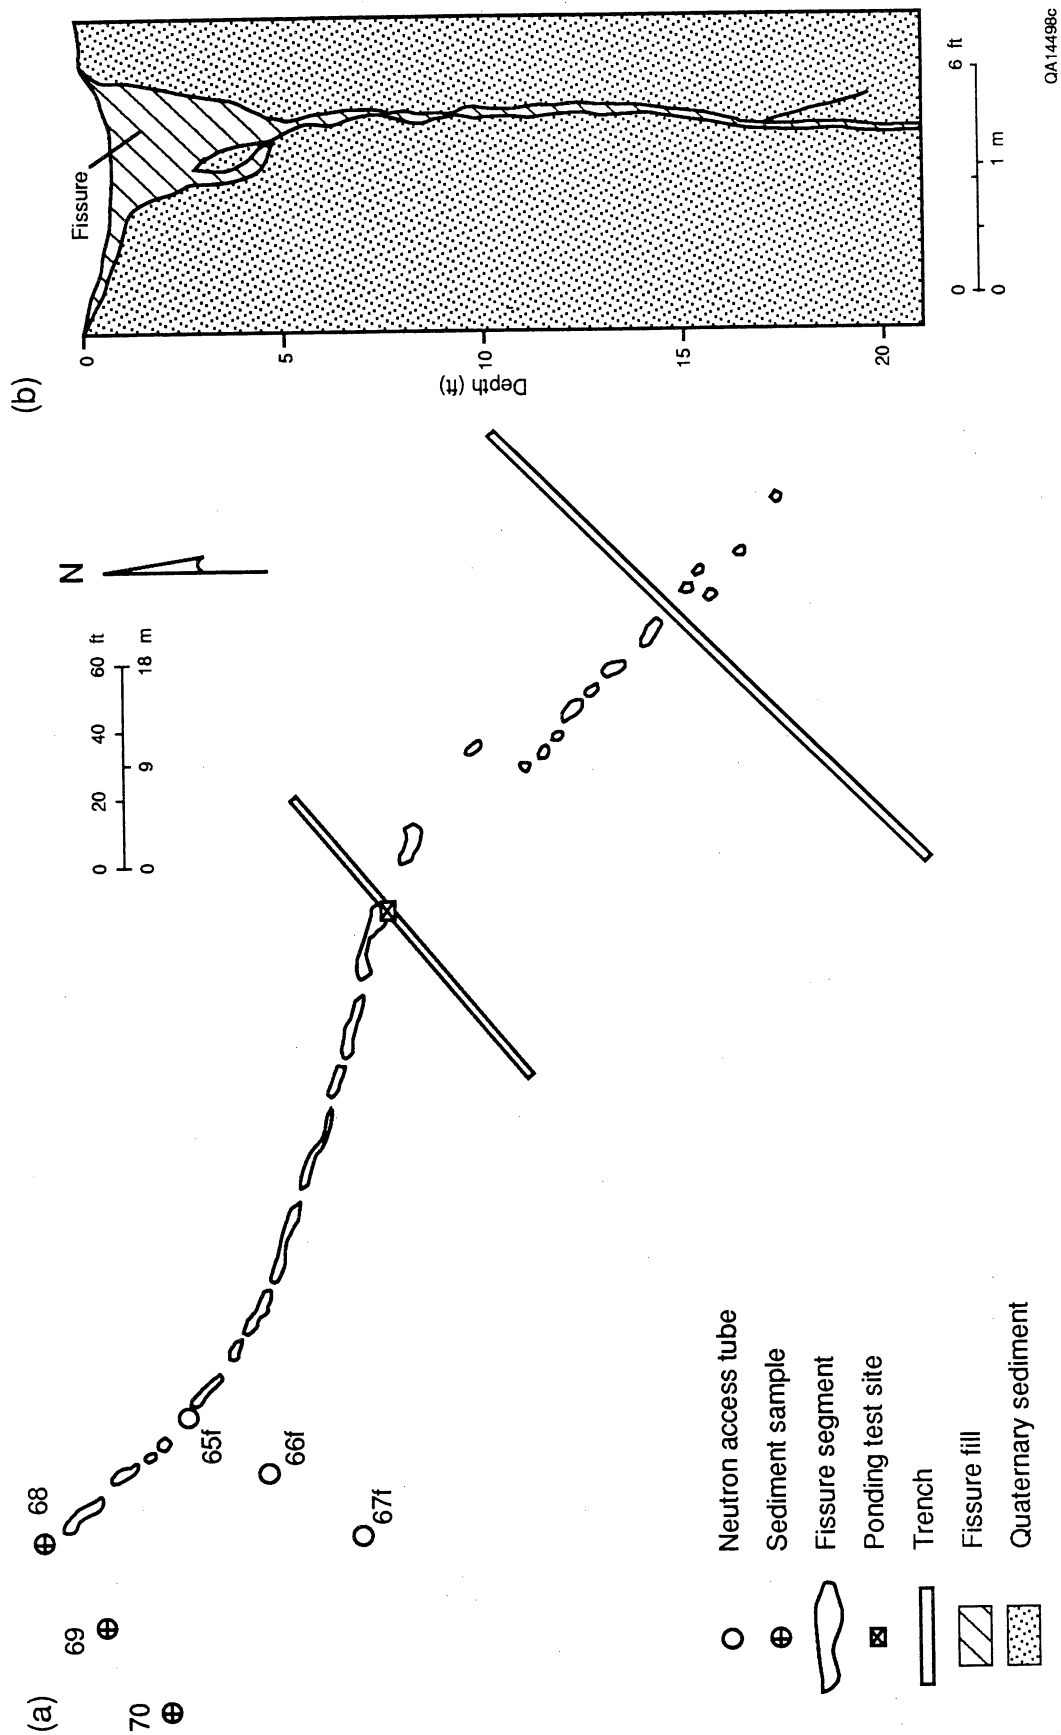 (a)
68
69
70
65f
66f
67f
0 20 40 60 ft
0 9 18 m
N
Neutron access tube
Sediment sample
Fissure segment
Ponding test site
Trench
Fissure fill
Quaternary sediment
(b)
Fissure
0
5
10
15
20
Depth (ft)
0 6 ft
0 1 m
QA14498c